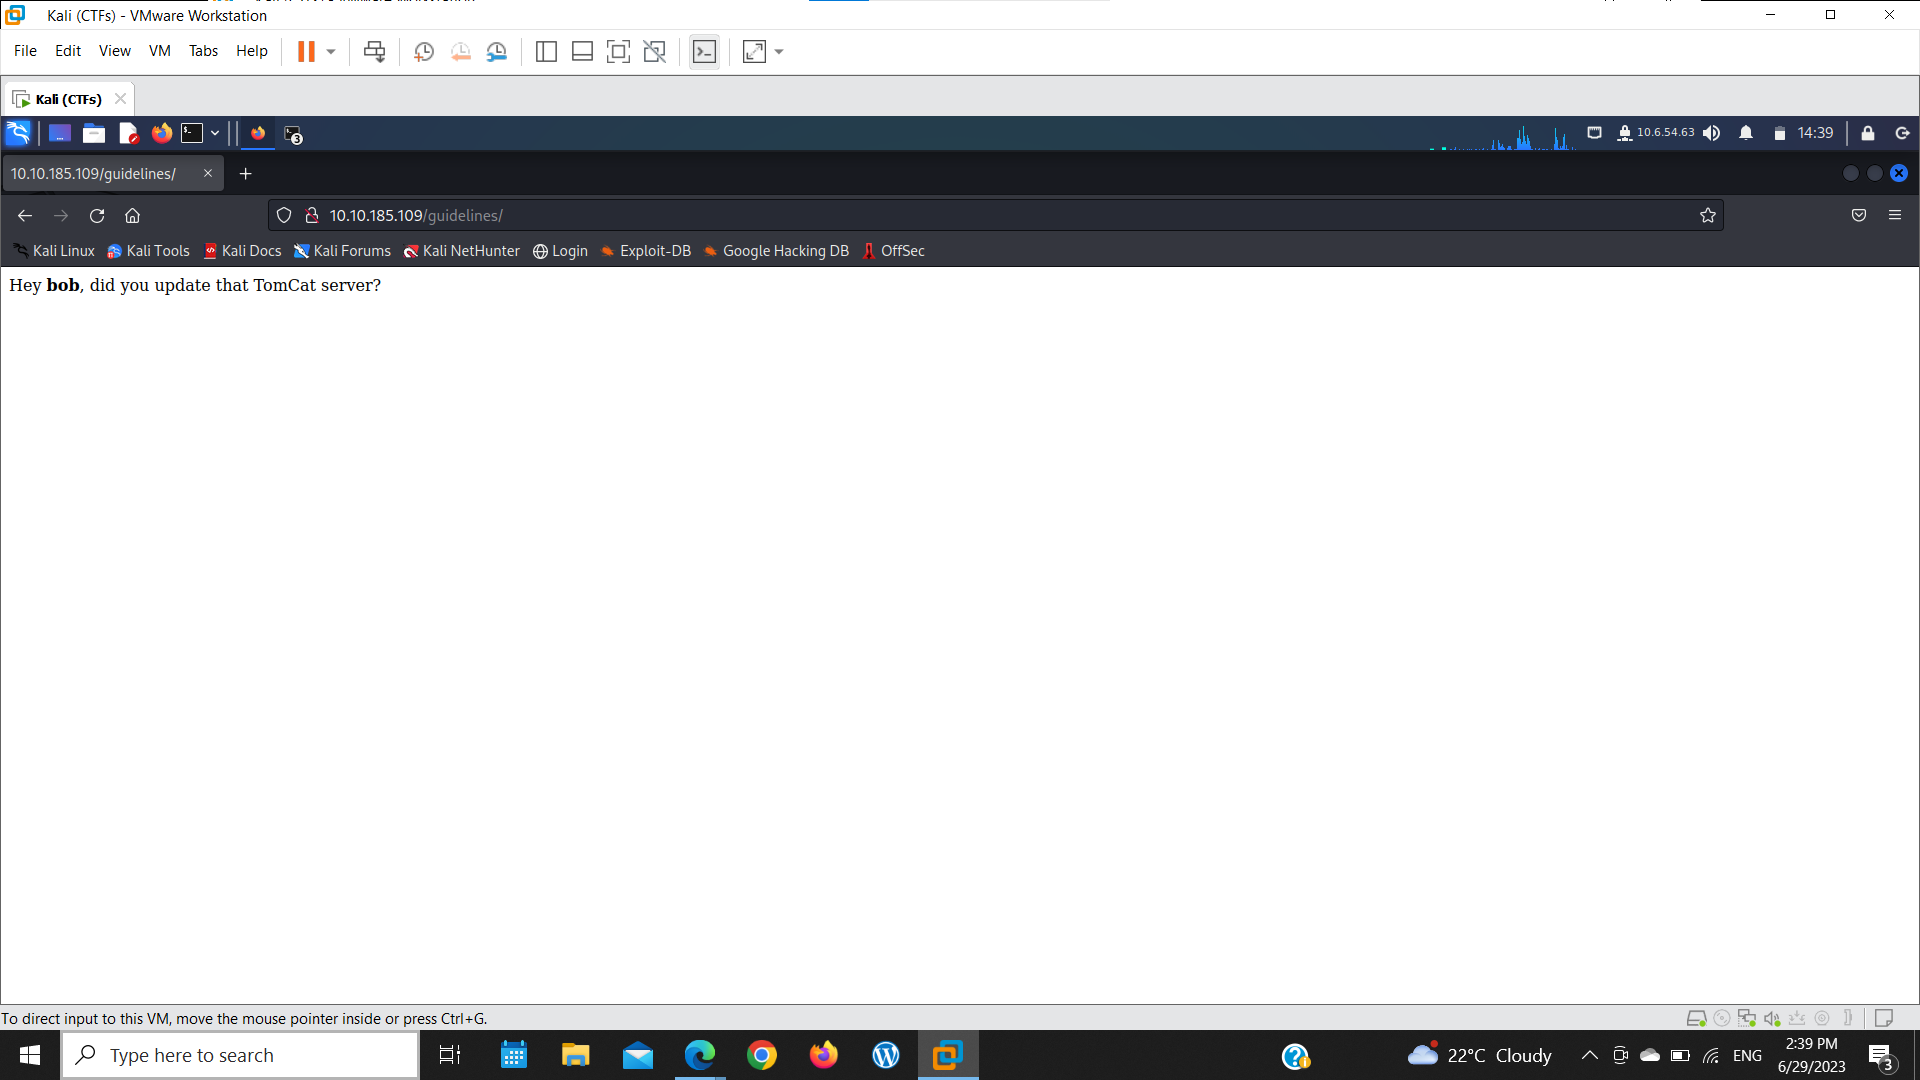 Kali (CTFs) - VMware Workstation
File Edit View VM Tabs Help
Kali (CTFs)
3
10.6.54.63
14:39
10.10.185.109/guidelines/
10.10.185.109/guidelines/
Kali Linux Kali Tools Kali Docs Kali Forums Kali NetHunter Login Exploit-DB Google Hacking DB OffSec
Hey bob, did you update that TomCat server?
To direct input to this VM, move the mouse pointer inside or press Ctrl+G.
Type here to search
22°C Cloudy
ENG
2:39 PM
6/29/2023
3